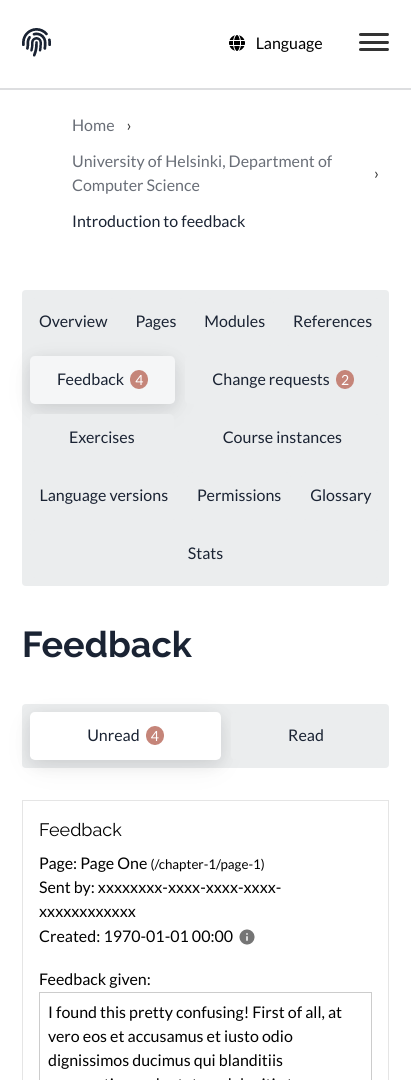 Language
Home ›
University of Helsinki, Department of
Computer Science ›
Introduction to feedback
Overview Pages Modules References
Feedback 4 Change requests 2
Exercises Course instances
Language versions Permissions Glossary
Stats
Feedback
Unread 4 Read
Feedback
Page: Page One (/chapter-1/page-1)
Sent by: xxxxxxxx-xxxx-xxxx-xxxx-
xxxxxxxxxxxx
Created: 1970-01-01 00:00
Feedback given:
I found this pretty confusing! First of all, at
vero eos et accusamus et iusto odio
dignissimos ducimus qui blanditiis